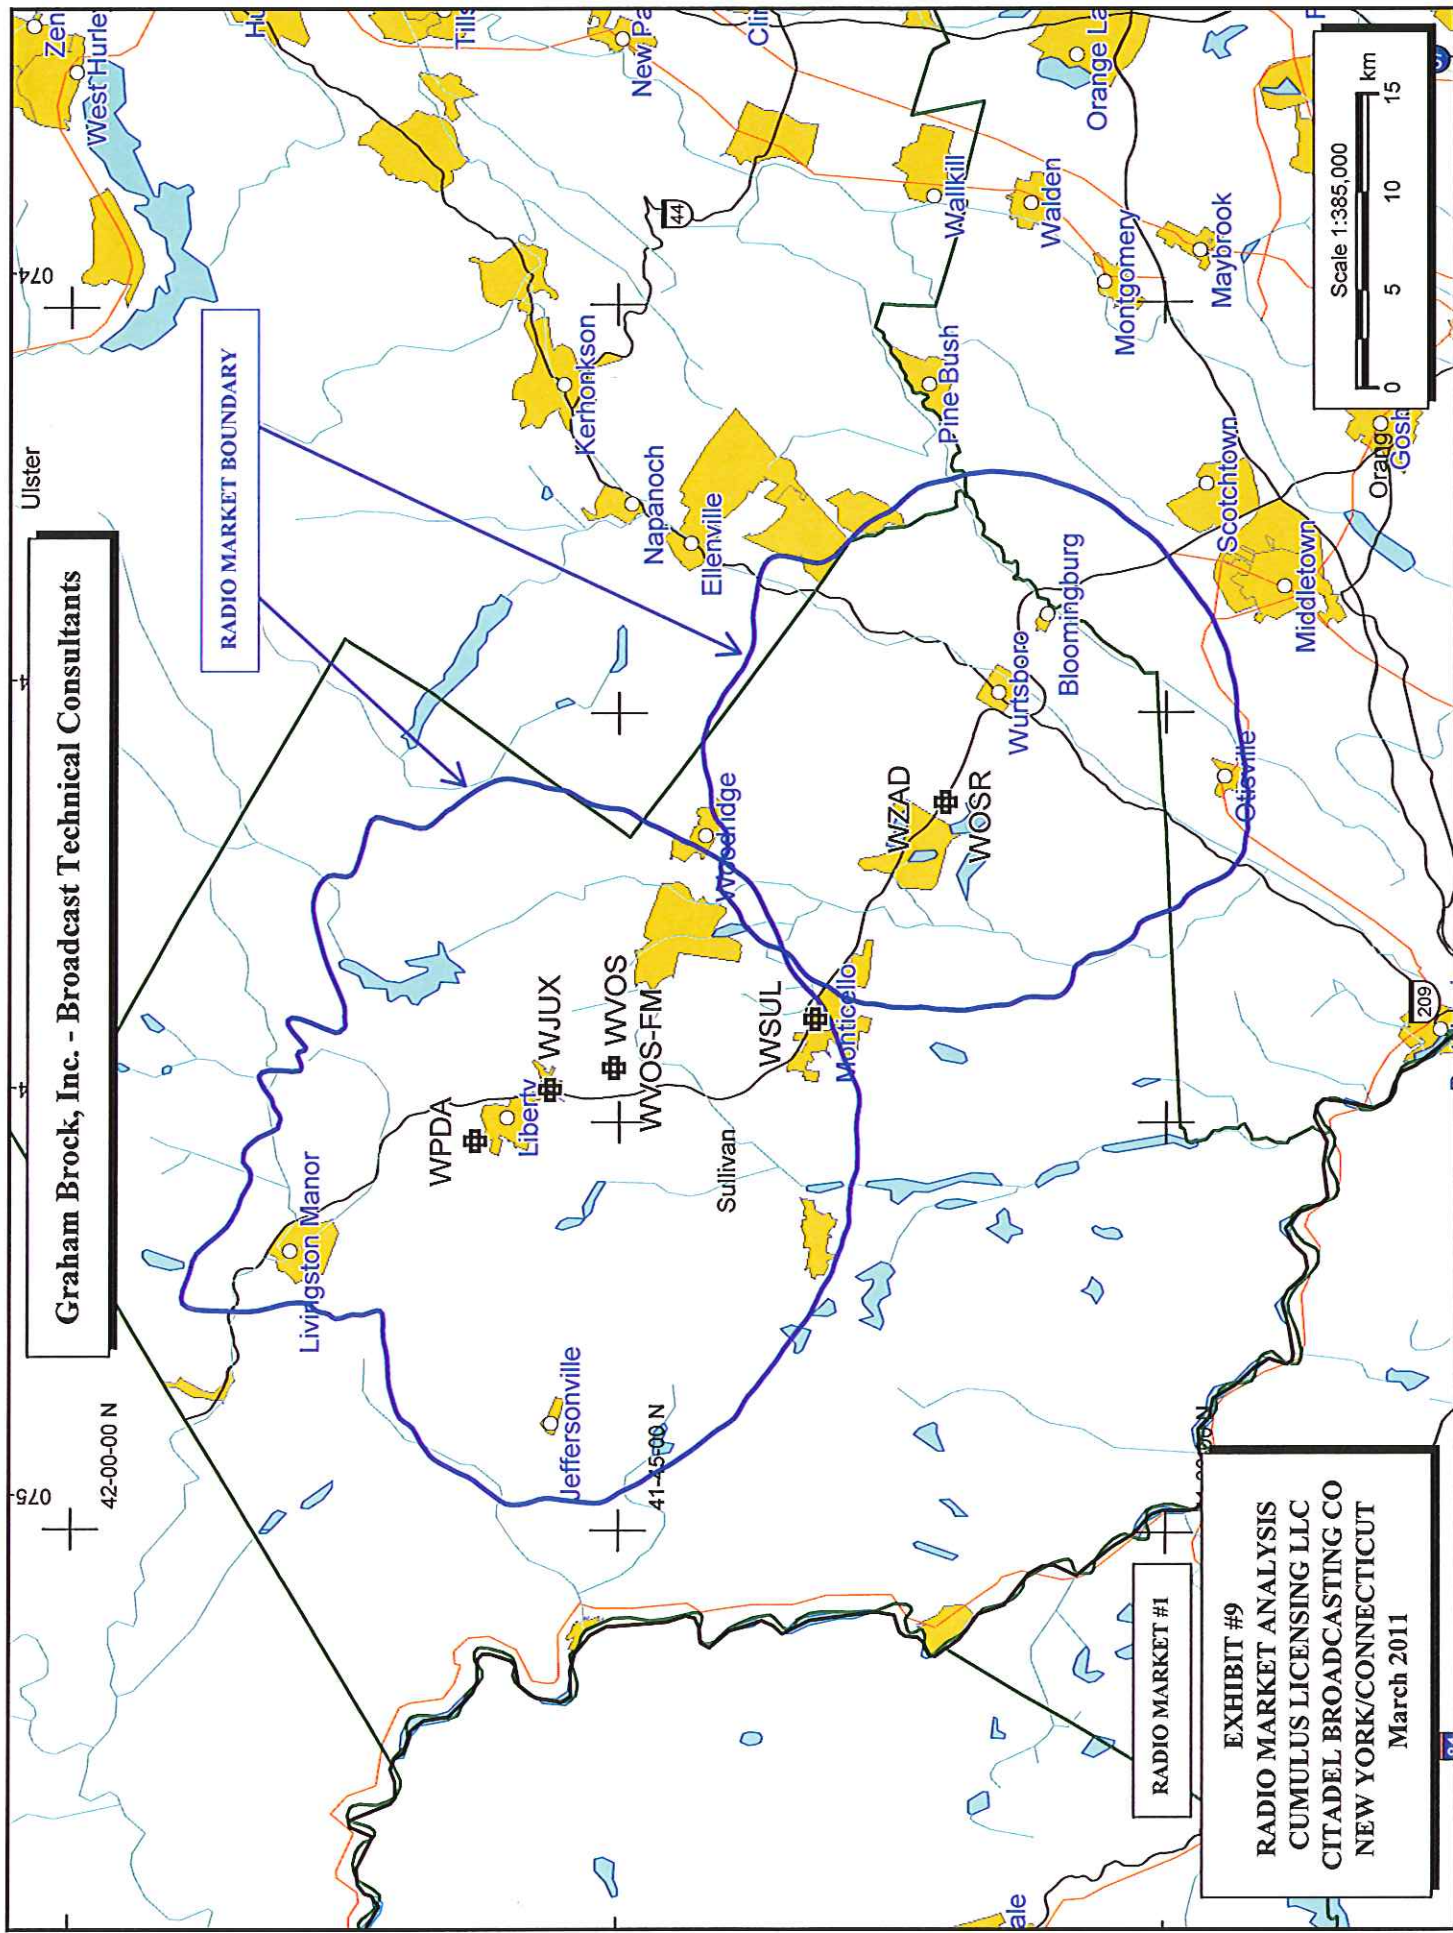 Graham Brock, Inc. - Broadcast Technical Consultants
Ulster
RADIO MARKET BOUNDARY
West Hurley
Kerhonkson
Napanoch
Ellenville
Pine Bush
Wallkill
Walden
Montgomery
Maybrook
Scotchtown
Middletown
Bloomingburg
Wurtsboro
Otisville
Woodridge
Monticello
Liberty
Livingston Manor
Jeffersonville
Sullivan
WPDA
WJUX
WVOS
WVOS-FM
WSUL
WZAD
WOSR
44
209
074
075
42-00-00 N
41-45-00 N
Scale 1:385,000
0 5 10 15 km
RADIO MARKET #1
EXHIBIT #9
RADIO MARKET ANALYSIS
CUMULUS LICENSING LLC
CITADEL BROADCASTING CO
NEW YORK/CONNECTICUT
March 2011